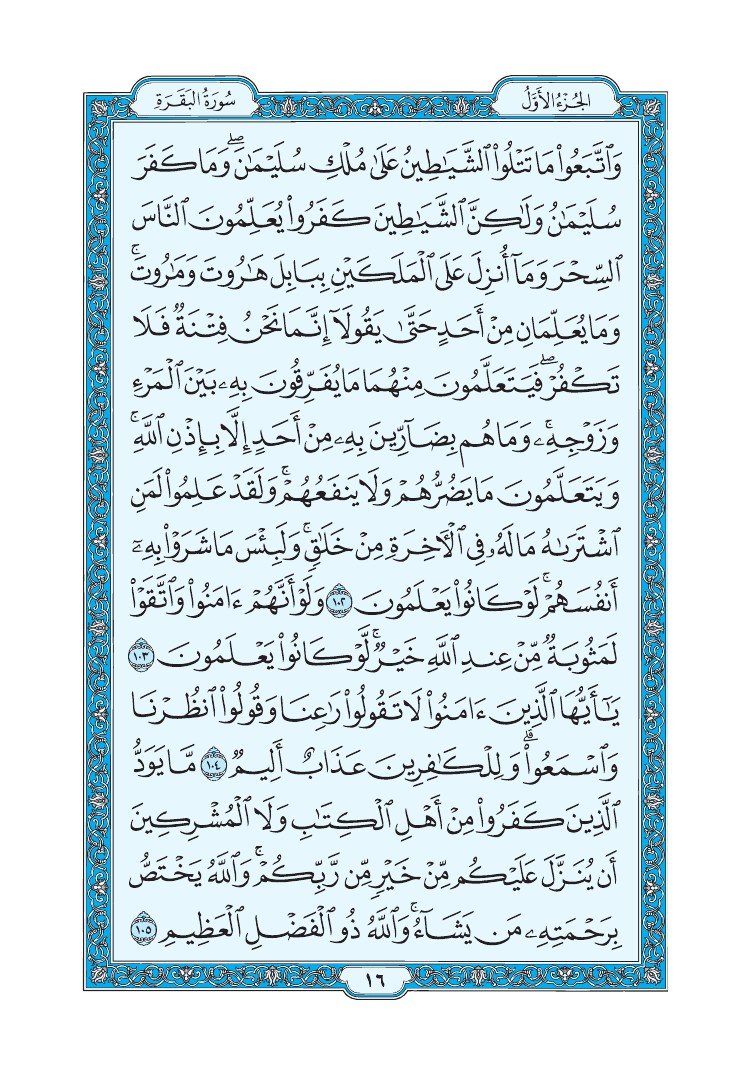 الجُزْءُ الأَوَّلُ
سُورَةُ البَقَرَةِ
وَٱتَّبَعُوا۟ مَا تَتْلُوا۟ ٱلشَّيَٰطِينُ عَلَىٰ مُلْكِ سُلَيْمَٰنَۖ وَمَا كَفَرَ
سُلَيْمَٰنُ وَلَٰكِنَّ ٱلشَّيَٰطِينَ كَفَرُوا۟ يُعَلِّمُونَ ٱلنَّاسَ
ٱلسِّحْرَ وَمَآ أُنزِلَ عَلَى ٱلْمَلَكَيْنِ بِبَابِلَ هَٰرُوتَ وَمَٰرُوتَۚ
وَمَا يُعَلِّمَانِ مِنْ أَحَدٍ حَتَّىٰ يَقُولَآ إِنَّمَا نَحْنُ فِتْنَةٌ فَلَا
تَكْفُرْۖ فَيَتَعَلَّمُونَ مِنْهُمَا مَا يُفَرِّقُونَ بِهِۦ بَيْنَ ٱلْمَرْءِ
وَزَوْجِهِۦۚ وَمَا هُم بِضَآرِّينَ بِهِۦ مِنْ أَحَدٍ إِلَّا بِإِذْنِ ٱللَّهِۚ
وَيَتَعَلَّمُونَ مَا يَضُرُّهُمْ وَلَا يَنفَعُهُمْۚ وَلَقَدْ عَلِمُوا۟ لَمَنِ
ٱشْتَرَىٰهُ مَا لَهُۥ فِى ٱلْءَاخِرَةِ مِنْ خَلَٰقٍۚ وَلَبِئْسَ مَا شَرَوْا۟ بِهِۦٓ
أَنفُسَهُمْۚ لَوْ كَانُوا۟ يَعْلَمُونَ ١٠٢ وَلَوْ أَنَّهُمْ ءَامَنُوا۟ وَٱتَّقَوْا۟
لَمَثُوبَةٌ مِّنْ عِندِ ٱللَّهِ خَيْرٌۚ لَّوْ كَانُوا۟ يَعْلَمُونَ ١٠٣
يَٰٓأَيُّهَا ٱلَّذِينَ ءَامَنُوا۟ لَا تَقُولُوا۟ رَٰعِنَا وَقُولُوا۟ ٱنظُرْنَا
وَٱسْمَعُوا۟ۗ وَلِلْكَٰفِرِينَ عَذَابٌ أَلِيمٌ ١٠٤ مَّا يَوَدُّ
ٱلَّذِينَ كَفَرُوا۟ مِنْ أَهْلِ ٱلْكِتَٰبِ وَلَا ٱلْمُشْرِكِينَ
أَن يُنَزَّلَ عَلَيْكُم مِّنْ خَيْرٍ مِّن رَّبِّكُمْۗ وَٱللَّهُ يَخْتَصُّ
بِرَحْمَتِهِۦ مَن يَشَآءُۚ وَٱللَّهُ ذُو ٱلْفَضْلِ ٱلْعَظِيمِ ١٠٥
١٦